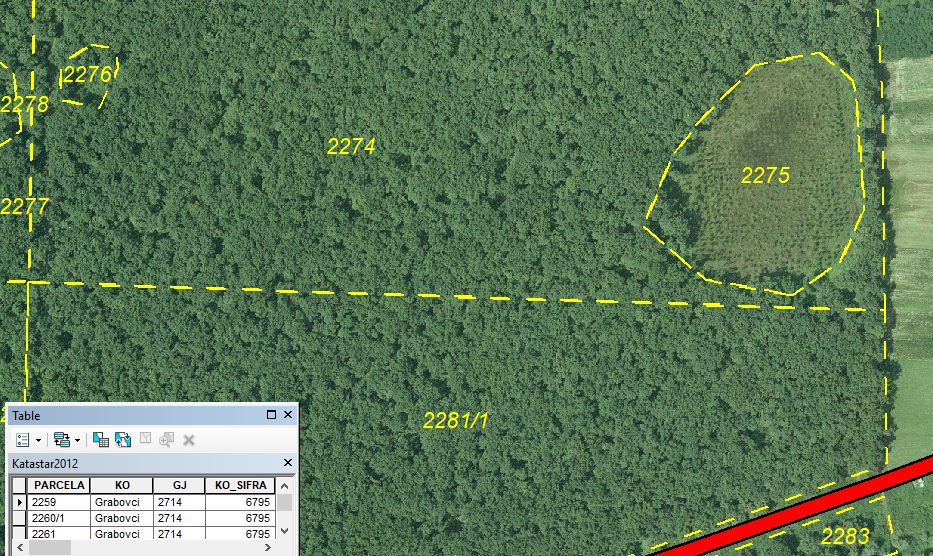 2276
2278
2274
2275
2277
2281/1
2283
Table
Katastar2012
PARCELA KO GJ KO_SIFRA
2259 Grabovci 2714 6795
2260/1 Grabovci 2714 6795
2261 Grabovci 2714 6795